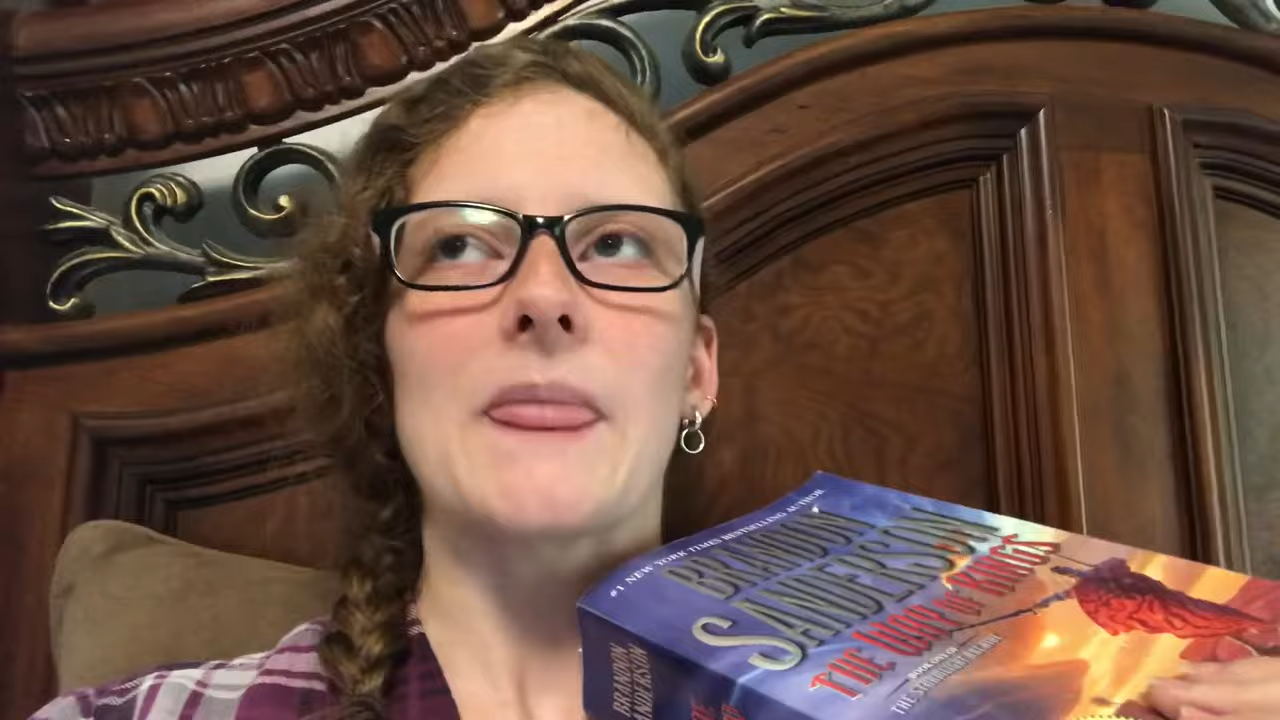 #1 NEW YORK TIMES BESTSELLING AUTHOR
BRANDON
SANDERSON
THE WAY OF KINGS
BOOK ONE OF
THE STORMLIGHT ARCHIVE
BRANDON
SANDERSON